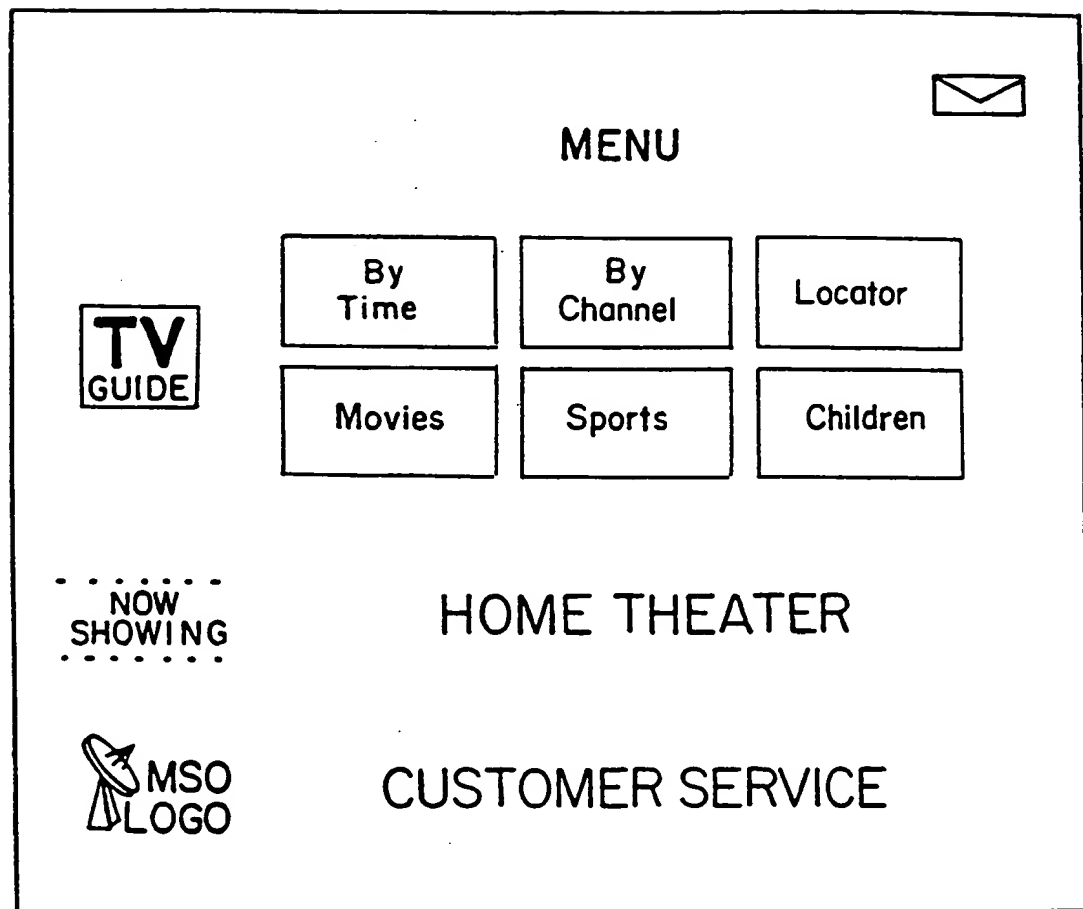 MENU
By
Time
By
Channel
Locator
TV
GUIDE
Movies
Sports
Children
NOW
SHOWING
HOME THEATER
MSO
LOGO
CUSTOMER SERVICE